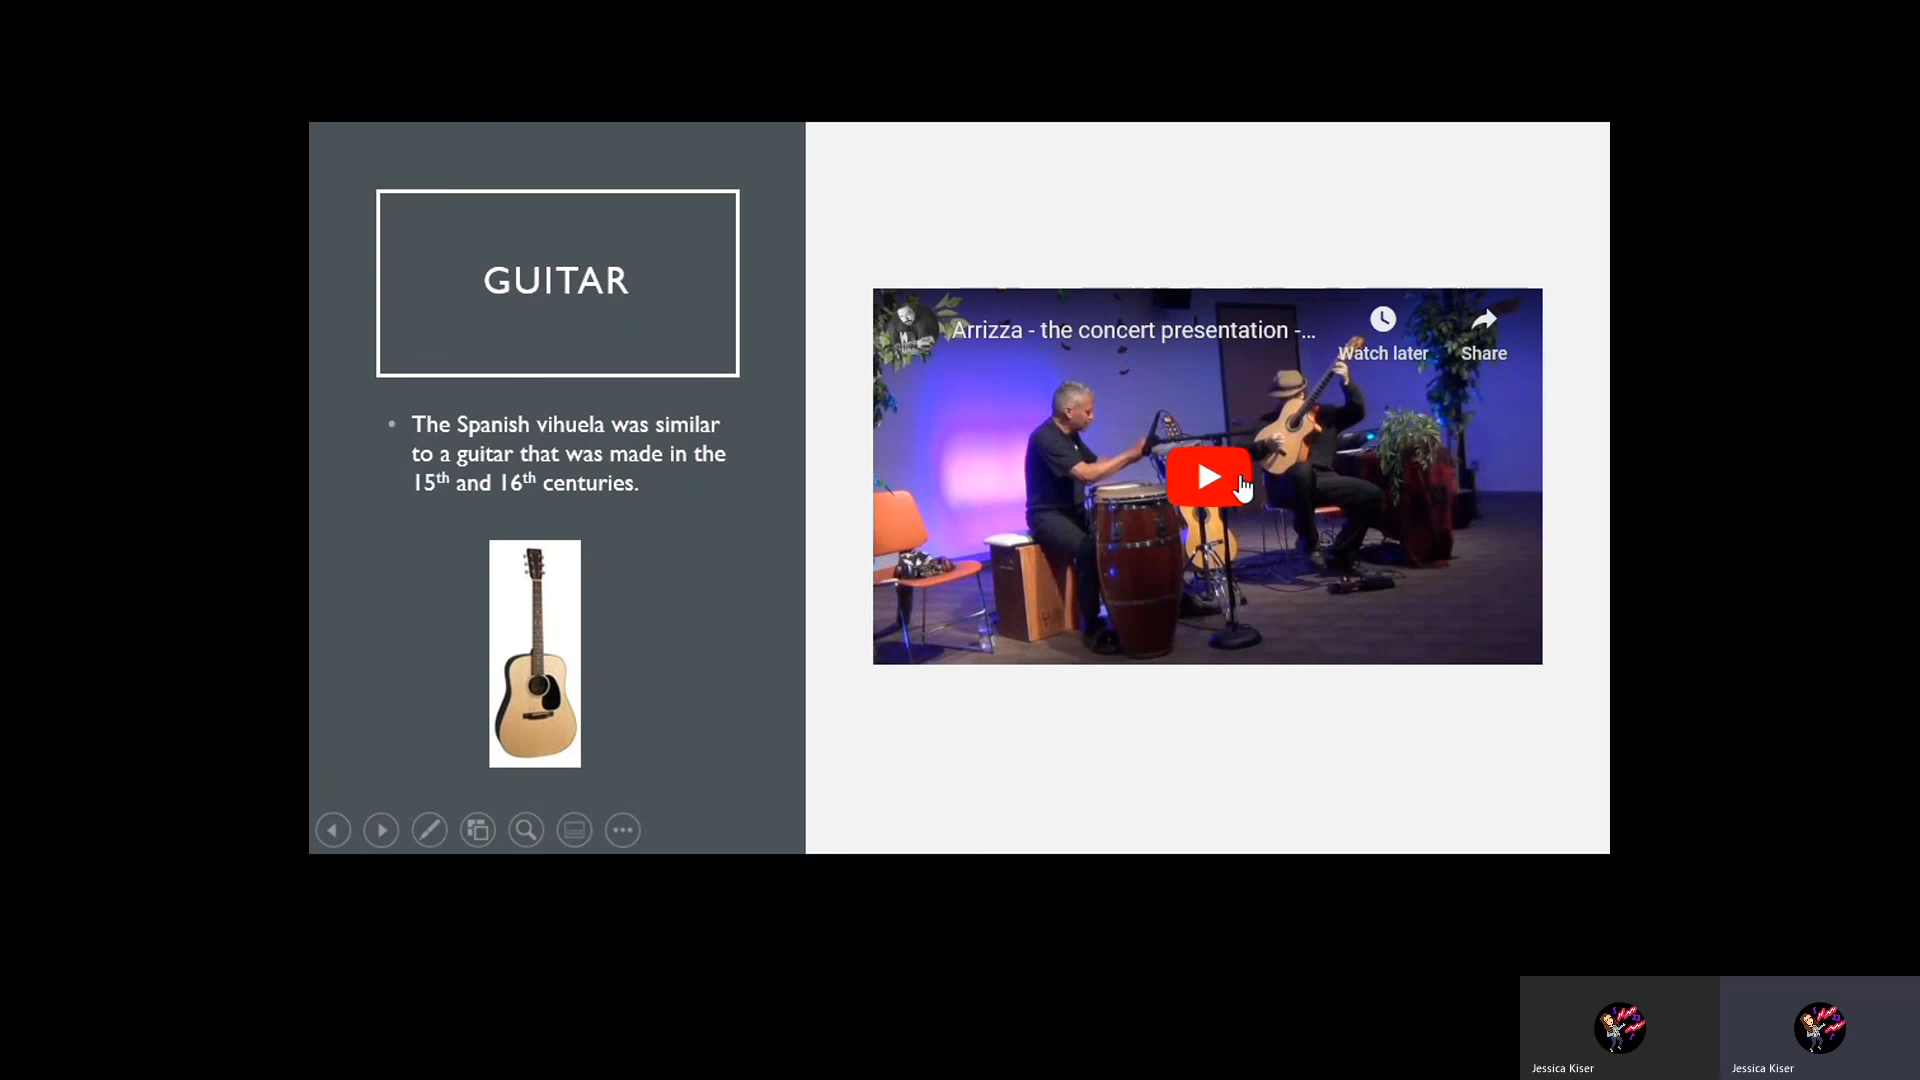 GUITAR
• The Spanish vihuela was similar
to a guitar that was made in the
15th and 16th centuries.
Arrizza - the concert presentation -...
Watch later
Share
Jessica Kiser
Jessica Kiser